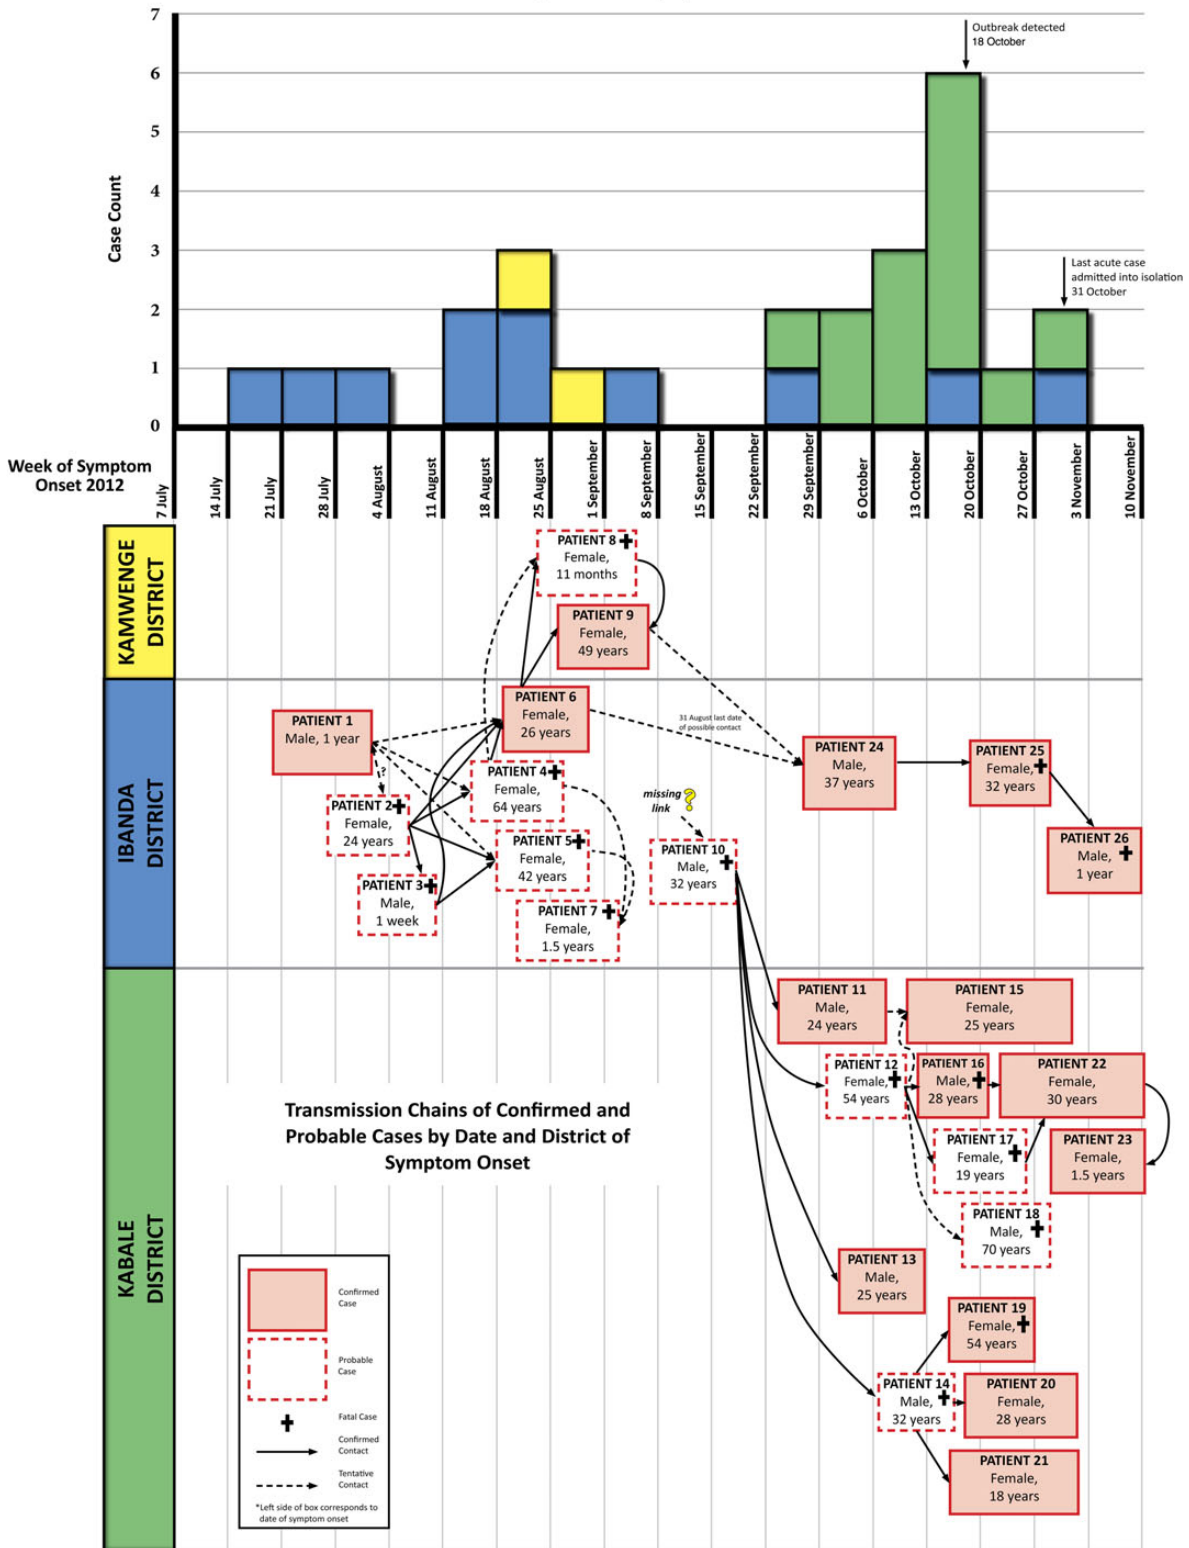 7
6
5
4
3
2
1
0
Case Count
Outbreak detected
18 October
Last acute case
admitted into isolation
31 October
Week of Symptom
Onset 2012
7 July
14 July
21 July
28 July
4 August
11 August
18 August
25 August
1 September
8 September
15 September
22 September
29 September
6 October
13 October
20 October
27 October
3 November
10 November
KAMWENGE
DISTRICT
PATIENT 8
Female,
11 months
PATIENT 9
Female,
49 years
IBANDA
DISTRICT
PATIENT 1
Male, 1 year
?
PATIENT 2
Female,
24 years
PATIENT 3
Male,
1 week
PATIENT 6
Female,
26 years
PATIENT 4
Female,
64 years
PATIENT 5
Female,
42 years
PATIENT 7
Female,
1.5 years
31 August last date
of possible contact
missing
link
?
PATIENT 10
Male,
32 years
PATIENT 24
Male,
37 years
PATIENT 25
Female,
32 years
PATIENT 26
Male,
1 year
KABALE
DISTRICT
PATIENT 11
Male,
24 years
PATIENT 15
Female,
25 years
PATIENT 12
Female,
54 years
PATIENT 16
Male,
28 years
PATIENT 22
Female,
30 years
PATIENT 17
Female,
19 years
PATIENT 23
Female,
1.5 years
PATIENT 18
Male,
70 years
PATIENT 13
Male,
25 years
PATIENT 19
Female,
54 years
PATIENT 14
Male,
32 years
PATIENT 20
Female,
28 years
PATIENT 21
Female,
18 years
Transmission Chains of Confirmed and
Probable Cases by Date and District of
Symptom Onset
Confirmed
Case
Probable
Case
Fatal Case
Confirmed
Contact
Tentative
Contact
*Left side of box corresponds to
date of symptom onset